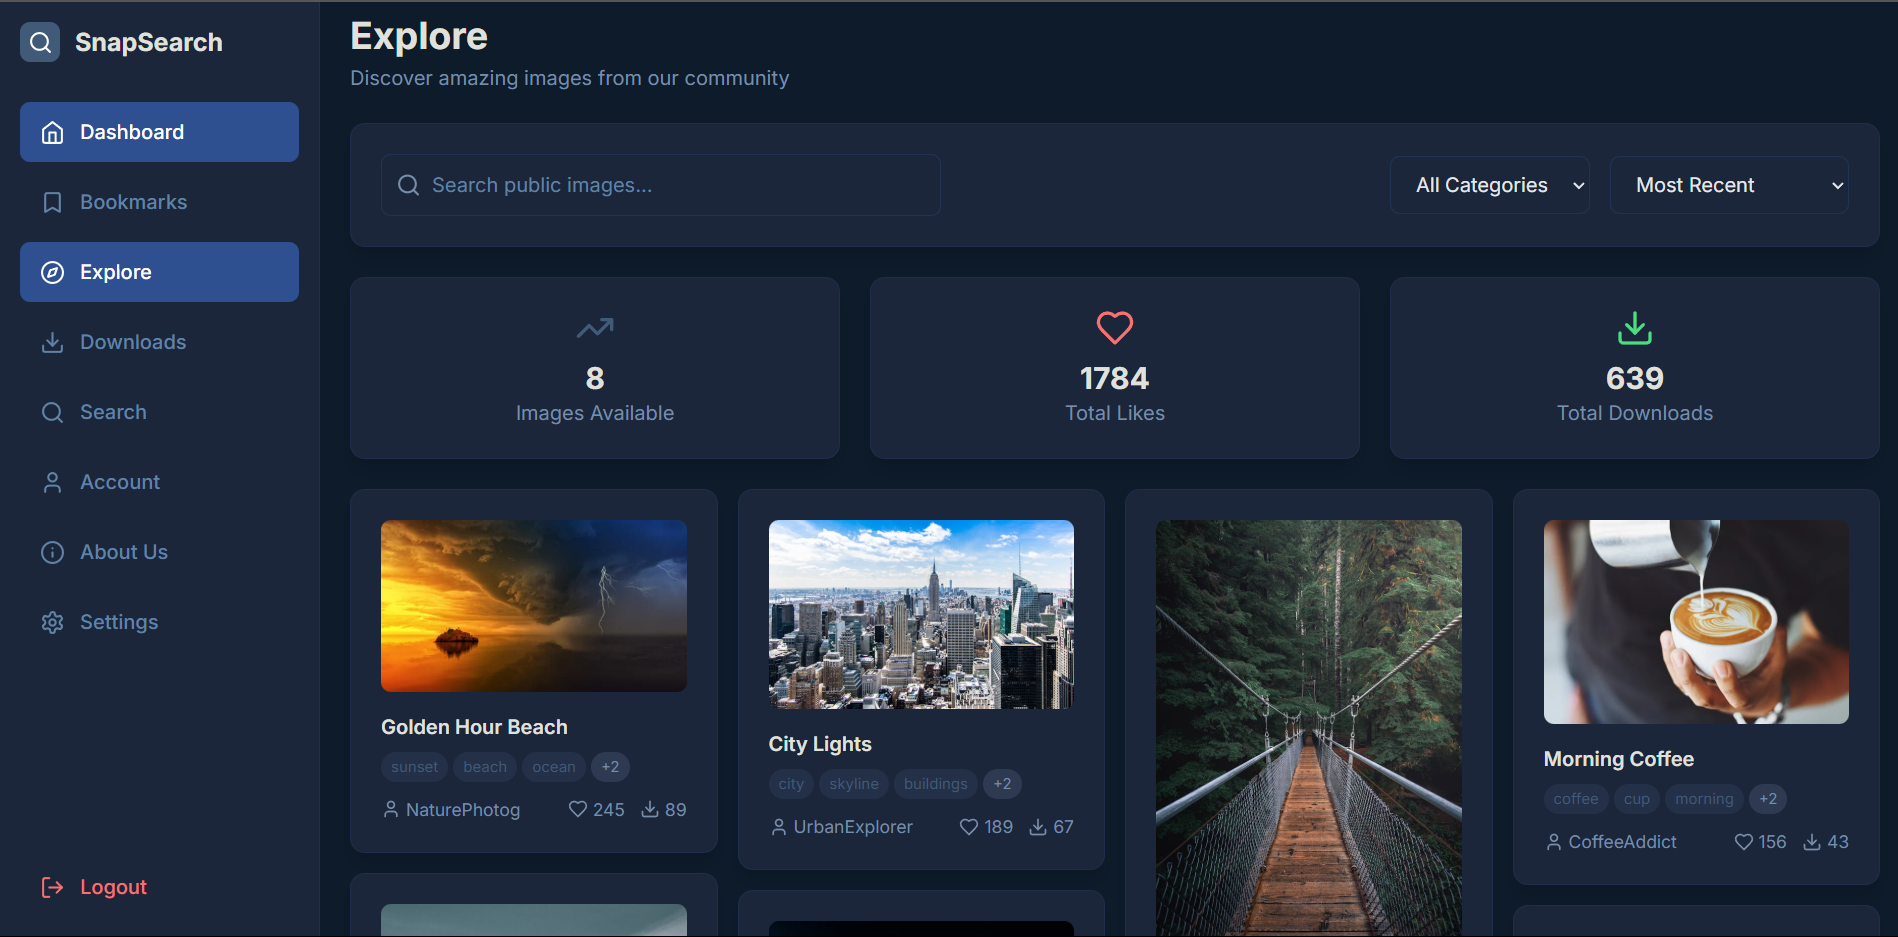 SnapSearch
Dashboard
Bookmarks
Explore
Downloads
Search
Account
About Us
Settings
Logout
Explore
Discover amazing images from our community
Search public images...
All Categories
Most Recent
8
Images Available
1784
Total Likes
639
Total Downloads
Golden Hour Beach
sunset beach ocean +2
NaturePhotog 245 89
City Lights
city skyline buildings +2
UrbanExplorer 189 67
Morning Coffee
coffee cup morning +2
CoffeeAddict 156 43